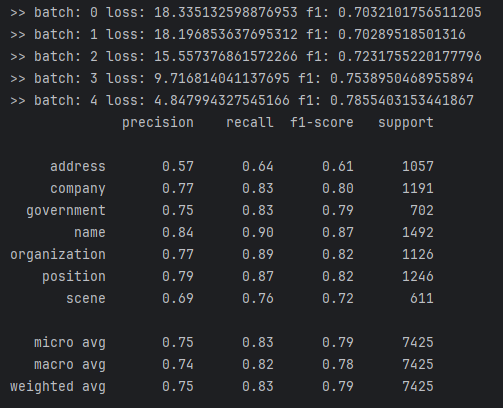 >> batch: 0 loss: 18.335132598876953 f1: 0.7032101756511205
>> batch: 1 loss: 18.196853637695312 f1: 0.70289518501316
>> batch: 2 loss: 15.557376861572266 f1: 0.7231755220177796
>> batch: 3 loss: 9.716814041137695 f1: 0.7538950468955894
>> batch: 4 loss: 4.847994327545166 f1: 0.7855403153441867
precision recall f1-score support
address 0.57 0.64 0.61 1057
company 0.77 0.83 0.80 1191
government 0.75 0.83 0.79 702
name 0.84 0.90 0.87 1492
organization 0.77 0.89 0.82 1126
position 0.79 0.87 0.82 1246
scene 0.69 0.76 0.72 611
micro avg 0.75 0.83 0.79 7425
macro avg 0.74 0.82 0.78 7425
weighted avg 0.75 0.83 0.79 7425